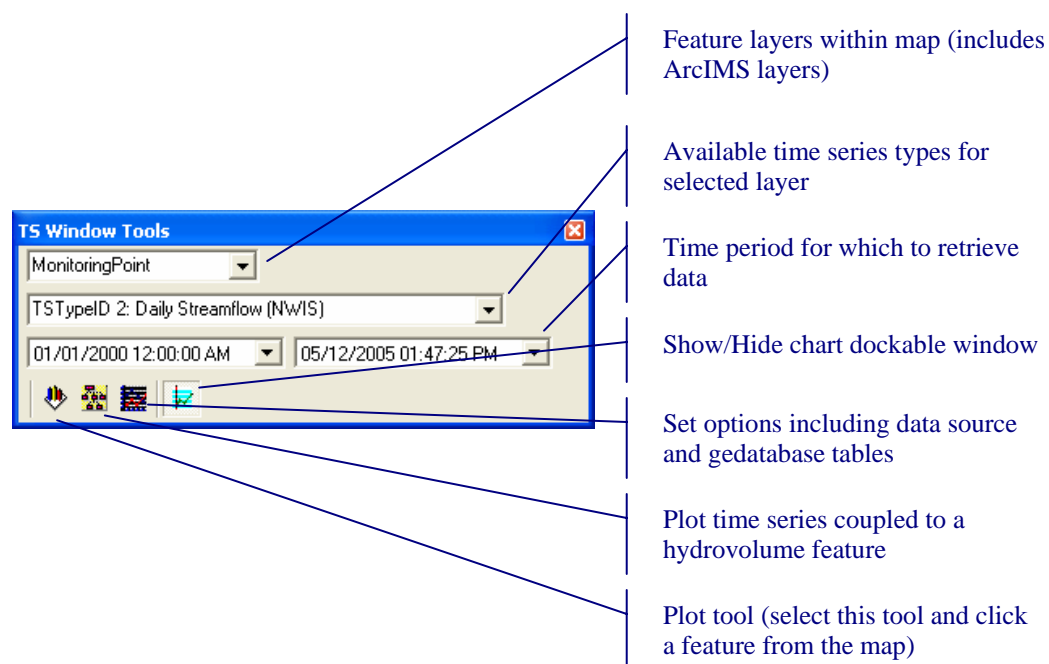 Feature layers within map (includes
ArcIMS layers)
Available time series types for
selected layer
TS Window Tools
MonitoringPoint
TSTypeID 2: Daily Streamflow (NWIS)
01/01/2000 12:00:00 AM
05/12/2005 01:47:25 PM
Time period for which to retrieve
data
Show/Hide chart dockable window
Set options including data source
and gedatabase tables
Plot time series coupled to a
hydrovolume feature
Plot tool (select this tool and click
a feature from the map)